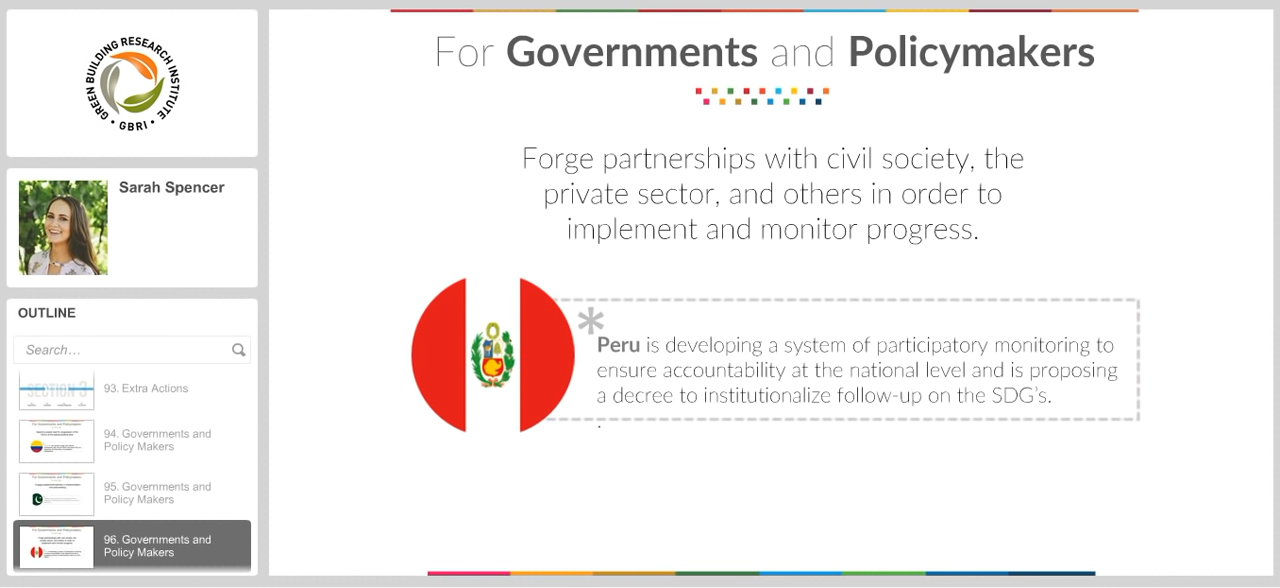 GREEN BUILDING RESEARCH INSTITUTE
• GBRI •
Sarah Spencer
OUTLINE
Search...
SECTION 3
93. Extra Actions
94. Governments and
Policy Makers
95. Governments and
Policy Makers
96. Governments and
Policy Makers
For Governments and Policymakers
Forge partnerships with civil society, the
private sector, and others in order to
implement and monitor progress.
*
Peru is developing a system of participatory monitoring to
ensure accountability at the national level and is proposing
a decree to institutionalize follow-up on the SDG's.
.